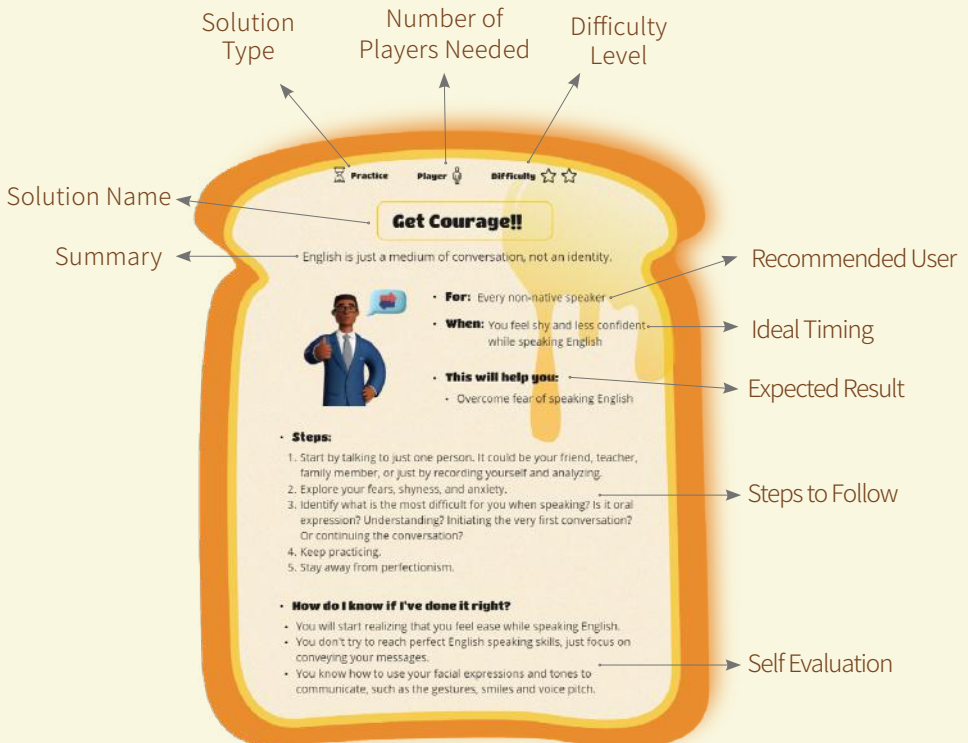 Solution
Type
Number of
Players Needed
Difficulty
Level
Practice
Player
Difficulty
Solution Name
Get Courage!!
Summary
English is just a medium of conversation, not an identity.
Recommended User
• For: Every non-native speaker
• When: You feel shy and less confident
while speaking English
Ideal Timing
• This will help you:
Expected Result
• Overcome fear of speaking English
• Steps:
1. Start by talking to just one person. It could be your friend, teacher,
family member, or just by recording yourself and analyzing.
2. Explore your fears, shyness, and anxiety.
3. Identify what is the most difficult for you when speaking? Is it oral
expression? Understanding? Initiating the very first conversation?
Or continuing the conversation?
4. Keep practicing.
5. Stay away from perfectionism.
Steps to Follow
• How do I know if I've done it right?
• You will start realizing that you feel ease while speaking English.
• You don't try to reach perfect English speaking skills, just focus on
conveying your messages.
• You know how to use your facial expressions and tones to
communicate, such as the gestures, smiles and voice pitch.
Self Evaluation